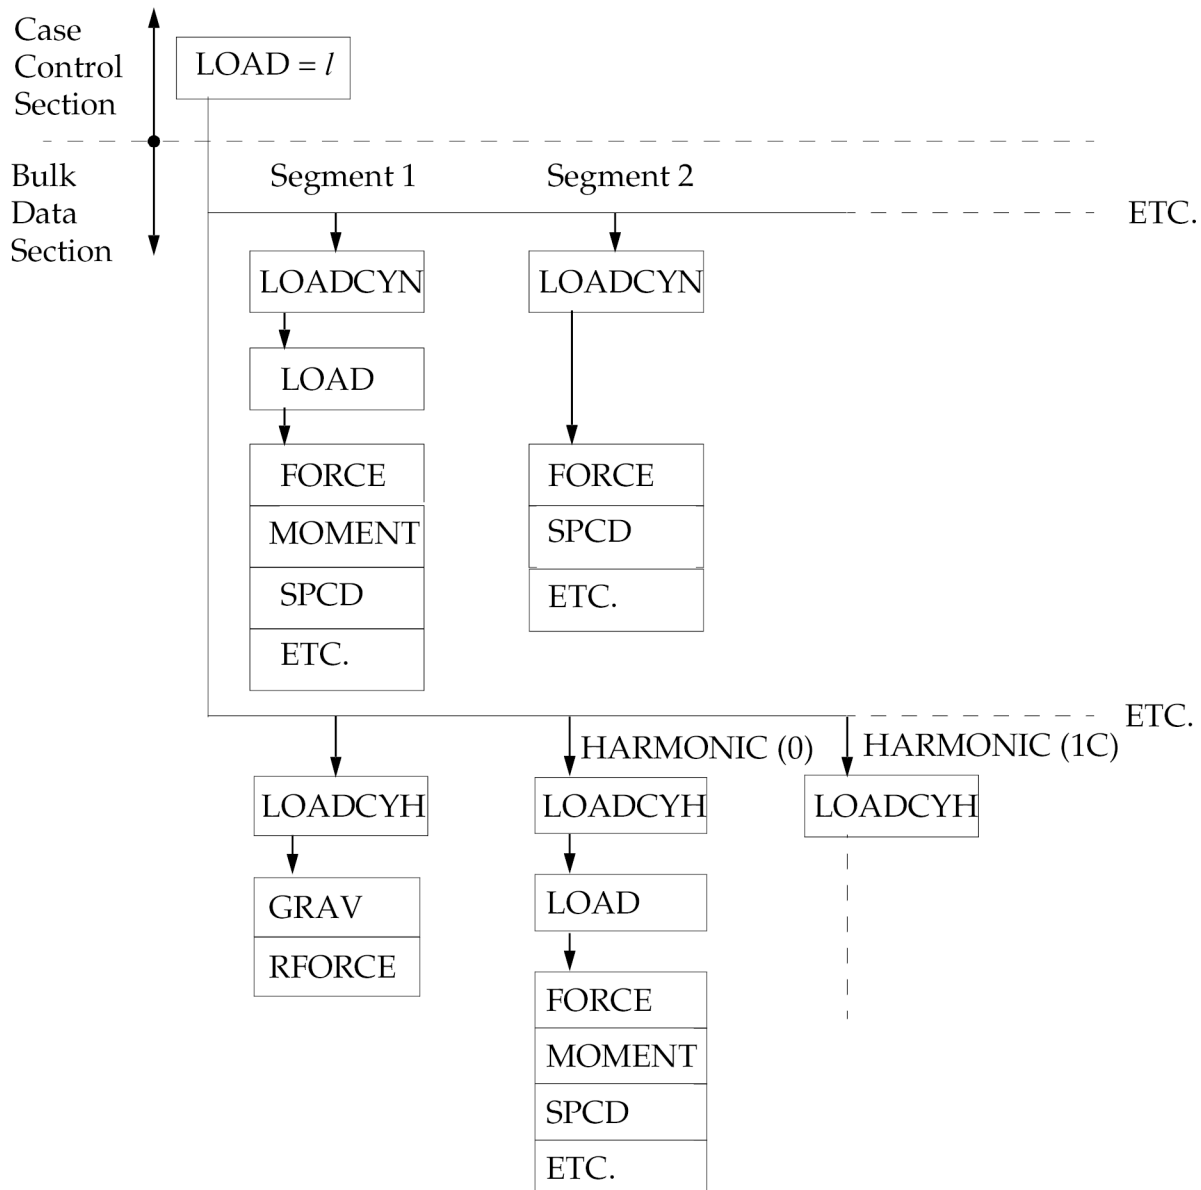 Case
Control
Section
LOAD = l
Bulk
Data
Section
Segment 1
Segment 2
ETC.
LOADCYN
LOADCYN
LOAD
FORCE
MOMENT
SPCD
ETC.
FORCE
SPCD
ETC.
ETC.
HARMONIC (0)
HARMONIC (1C)
LOADCYH
LOADCYH
LOADCYH
GRAV
RFORCE
LOAD
FORCE
MOMENT
SPCD
ETC.